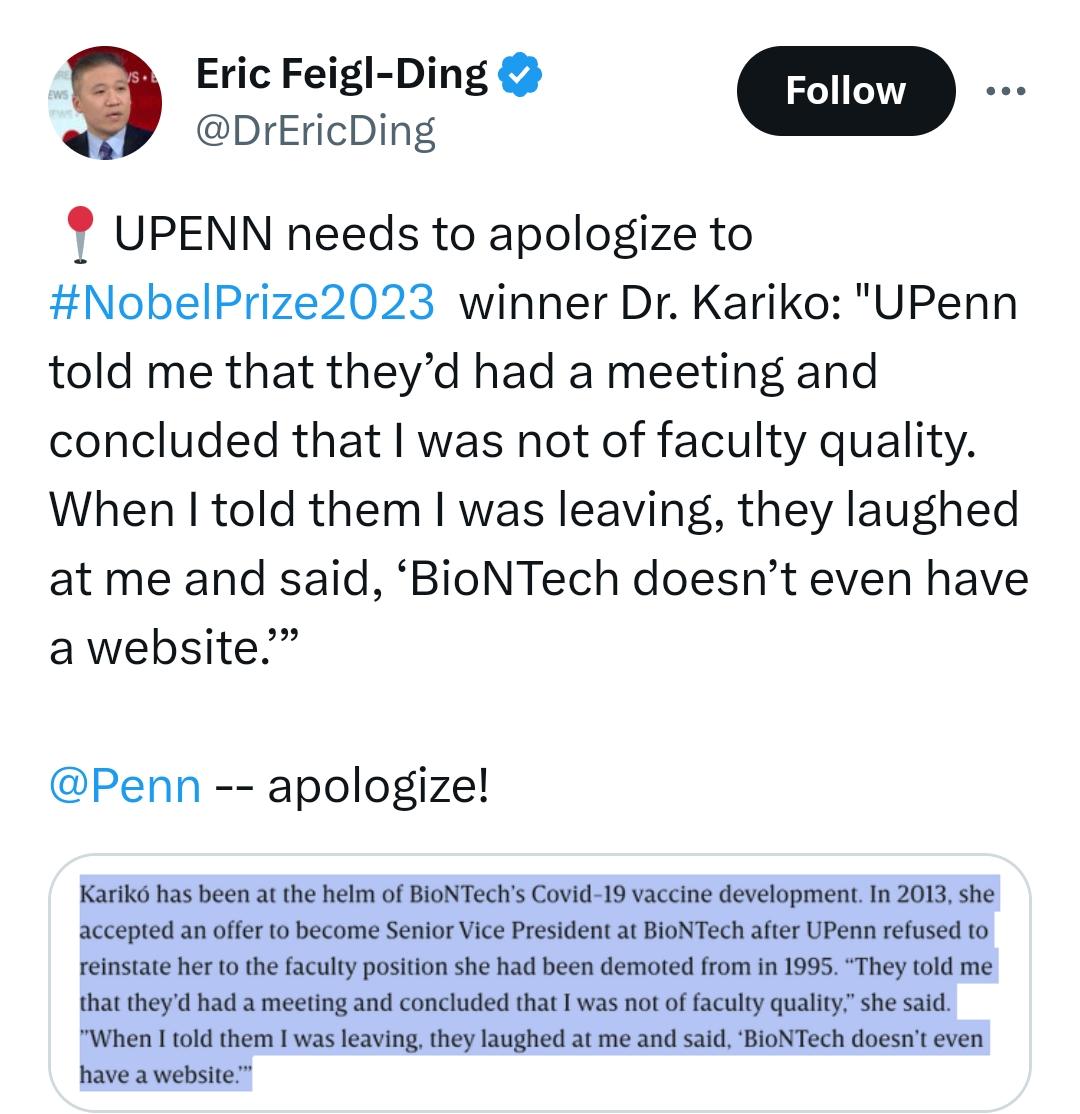 Eric Feigl-Ding
@DrEricDing
Follow
📍UPENN needs to apologize to
#NobelPrize2023 winner Dr. Kariko: "UPenn
told me that they’d had a meeting and
concluded that I was not of faculty quality.
When I told them I was leaving, they laughed
at me and said, ‘BioNTech doesn’t even have
a website.’”
@Penn -- apologize!
Karikó has been at the helm of BioNTech’s Covid-19 vaccine development. In 2013, she
accepted an offer to become Senior Vice President at BioNTech after UPenn refused to
reinstate her to the faculty position she had been demoted from in 1995. “They told me
that they’d had a meeting and concluded that I was not of faculty quality,” she said.
”When I told them I was leaving, they laughed at me and said, ‘BioNTech doesn’t even
have a website.’”